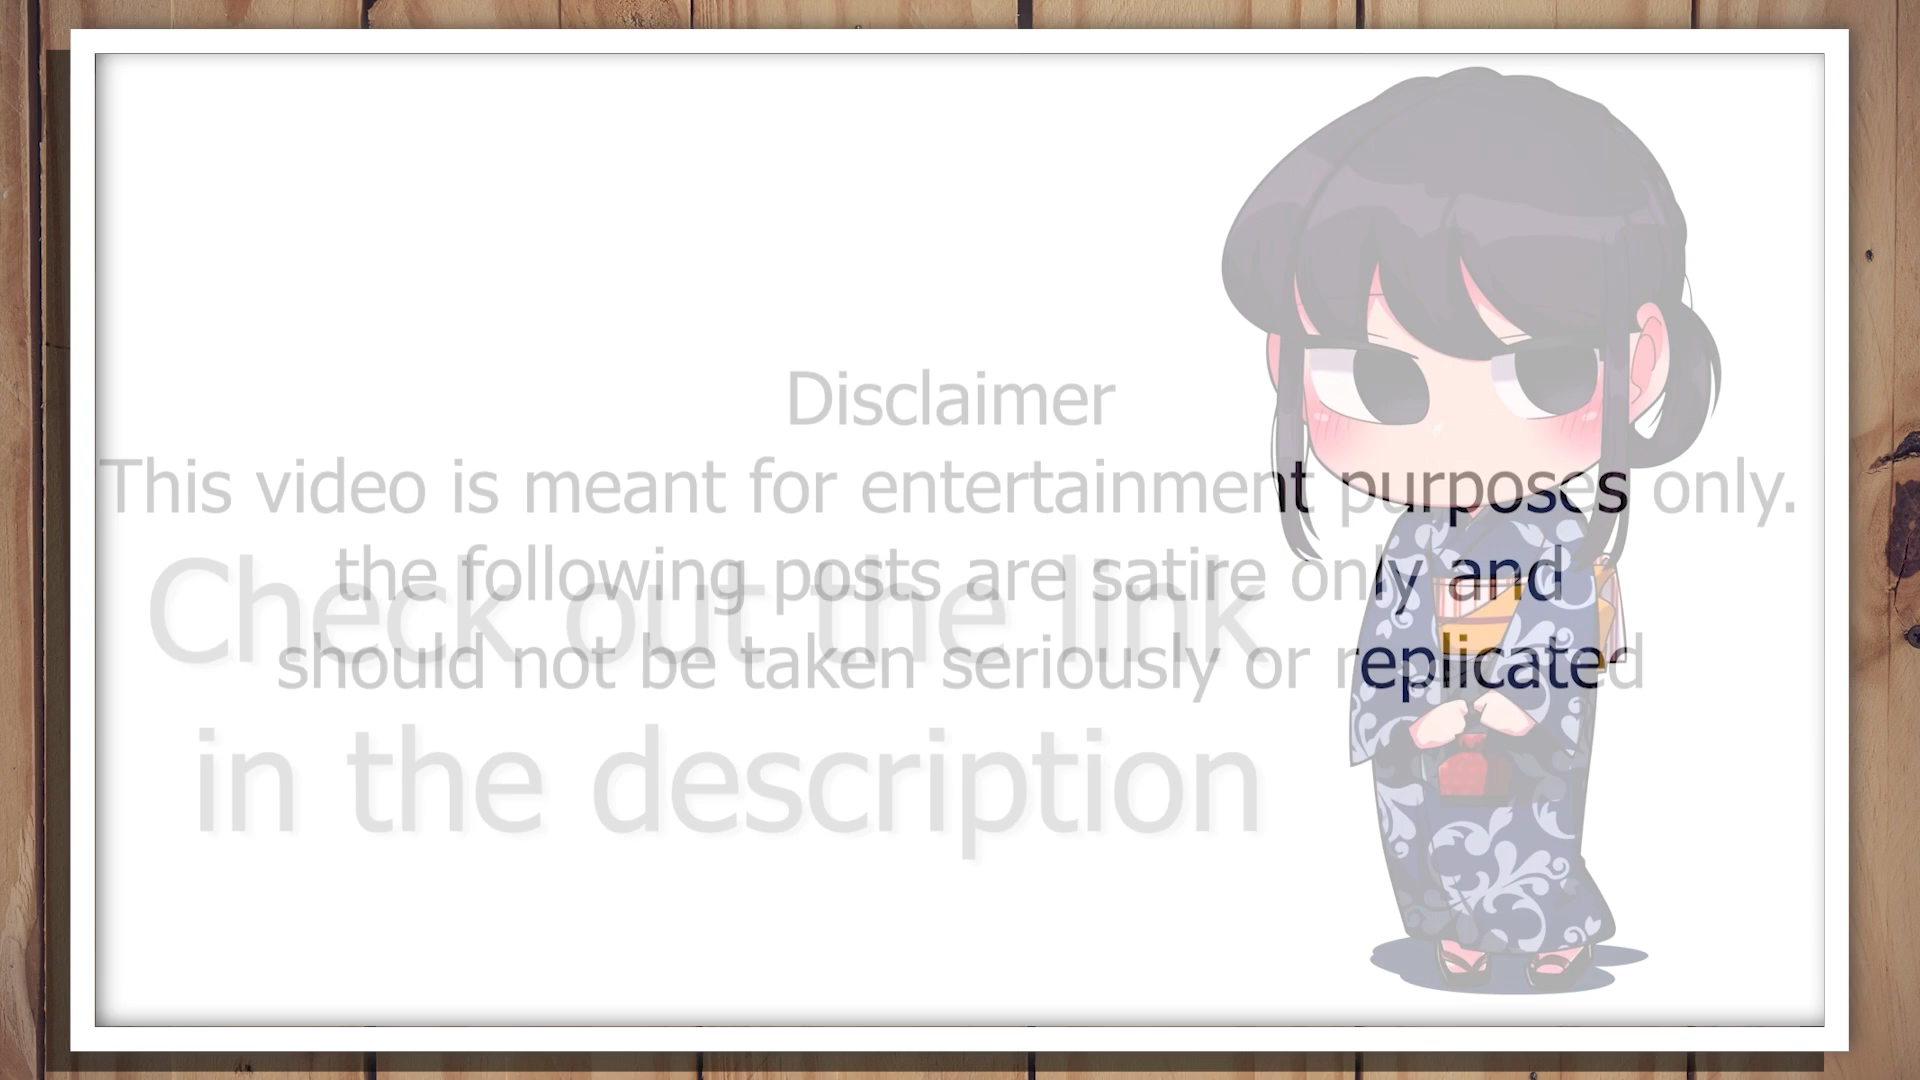 Disclaimer
This video is meant for entertainment purposes only.
the following posts are satire only and
should not be taken seriously or replicated
Check out the link
in the description